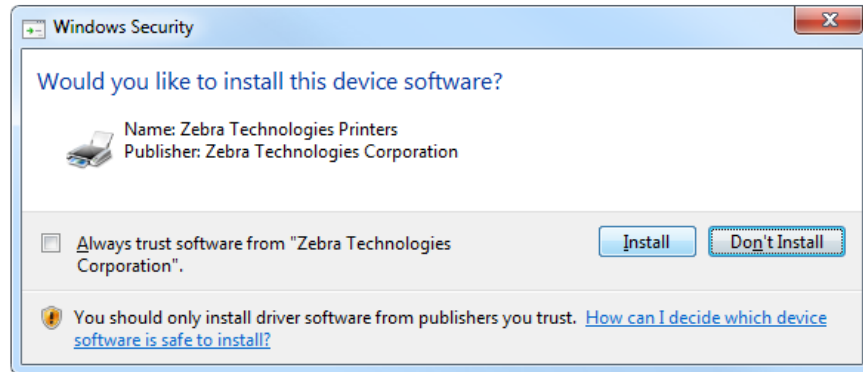 Windows Security
Would you like to install this device software?
Name: Zebra Technologies Printers
Publisher: Zebra Technologies Corporation
Always trust software from "Zebra Technologies
Corporation".
Install
Don't Install
You should only install driver software from publishers you trust. How can I decide which device
software is safe to install?